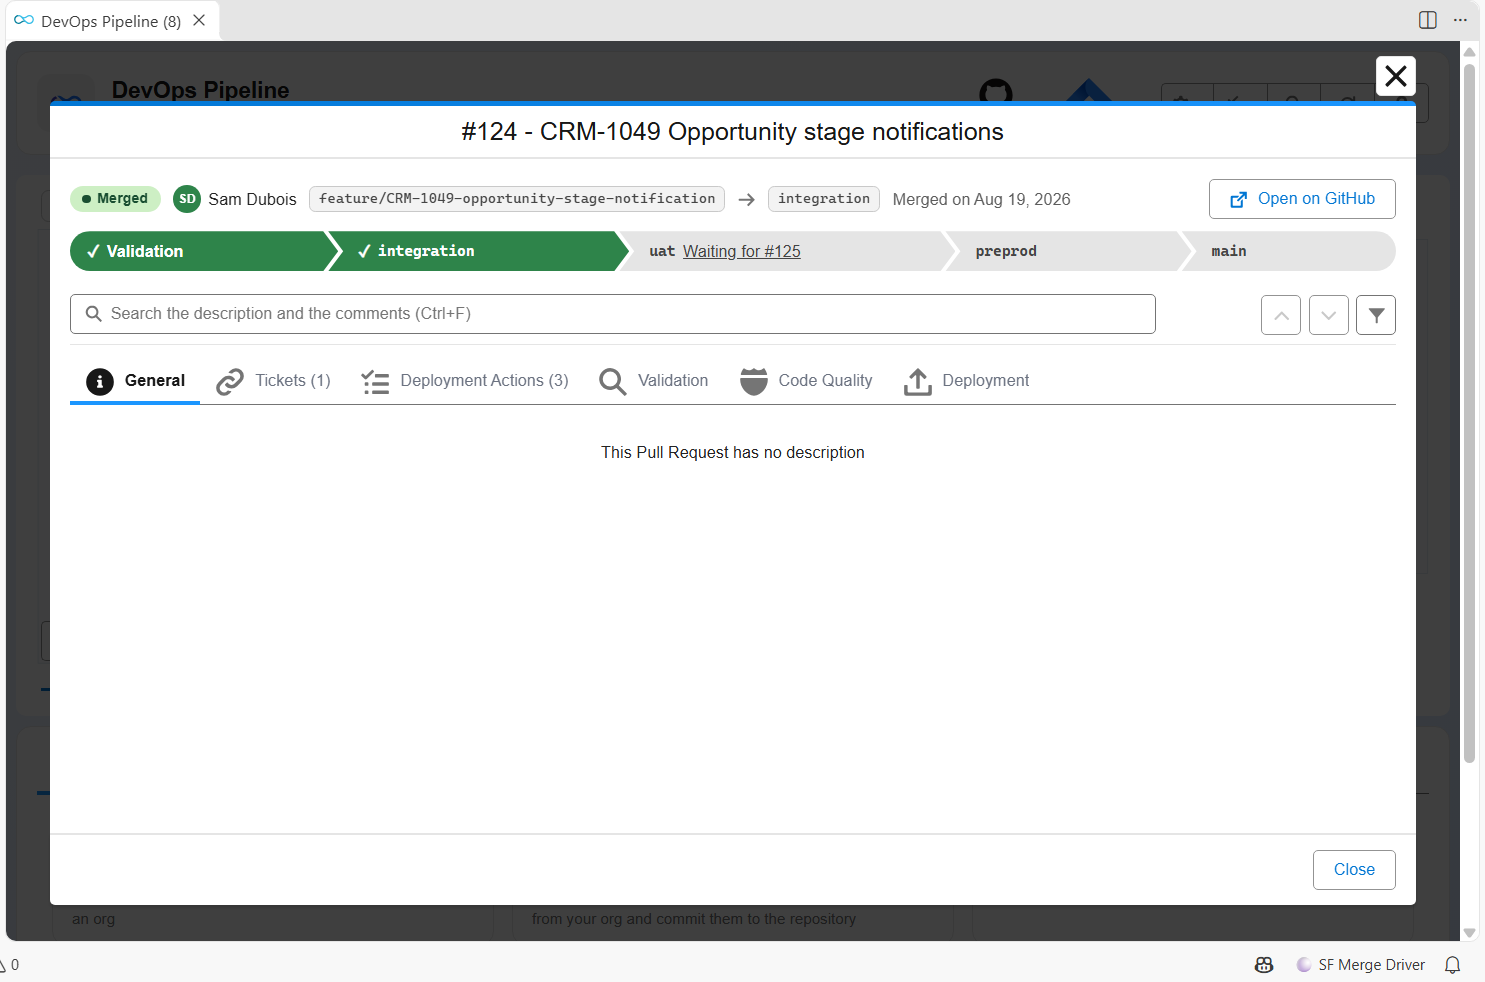 DevOps Pipeline (8)
DevOps Pipeline
#124 - CRM-1049 Opportunity stage notifications
Merged
SD
Sam Dubois
feature/CRM-1049-opportunity-stage-notification
integration
Merged on Aug 19, 2026
Open on GitHub
Validation
integration
uat Waiting for #125
preprod
main
Search the description and the comments (Ctrl+F)
General
Tickets (1)
Deployment Actions (3)
Validation
Code Quality
Deployment
This Pull Request has no description
Close
an org
from your org and commit them to the repository
0
SF Merge Driver